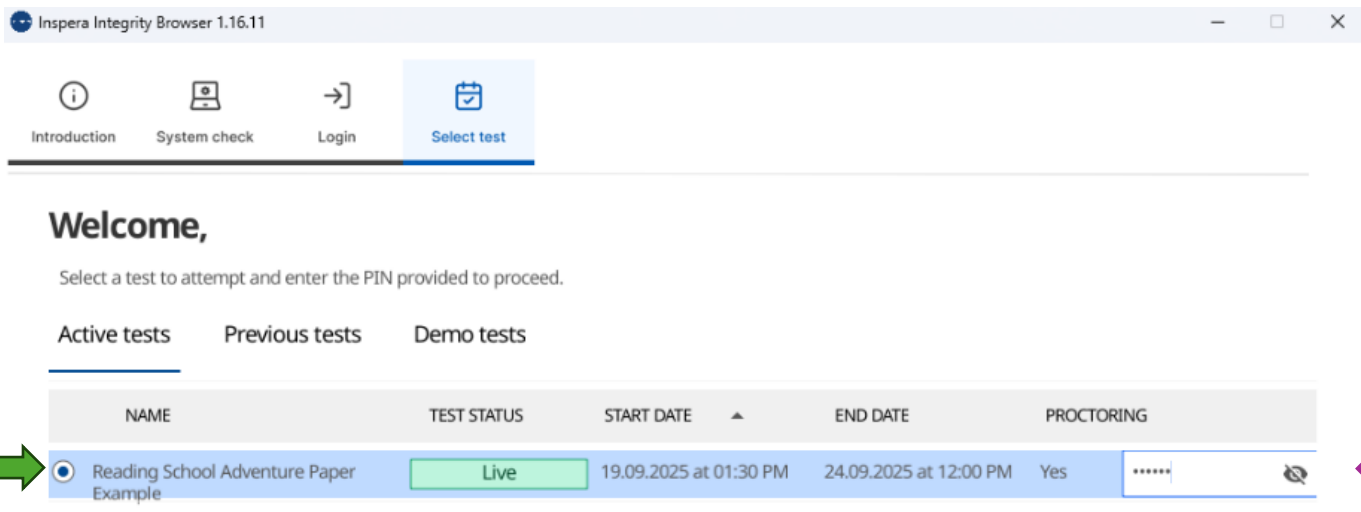 Inspera Integrity Browser 1.16.11
Introduction System check Login Select test
Welcome,
Select a test to attempt and enter the PIN provided to proceed.
Active tests Previous tests Demo tests
NAME TEST STATUS START DATE END DATE PROCTORING
Reading School Adventure Paper Live 19.09.2025 at 01:30 PM 24.09.2025 at 12:00 PM Yes ••••••
Example